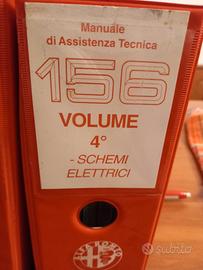 Manuale
di Assistenza Tecnica
156
VOLUME
4°
- SCHEMI
ELETTRICI
subito